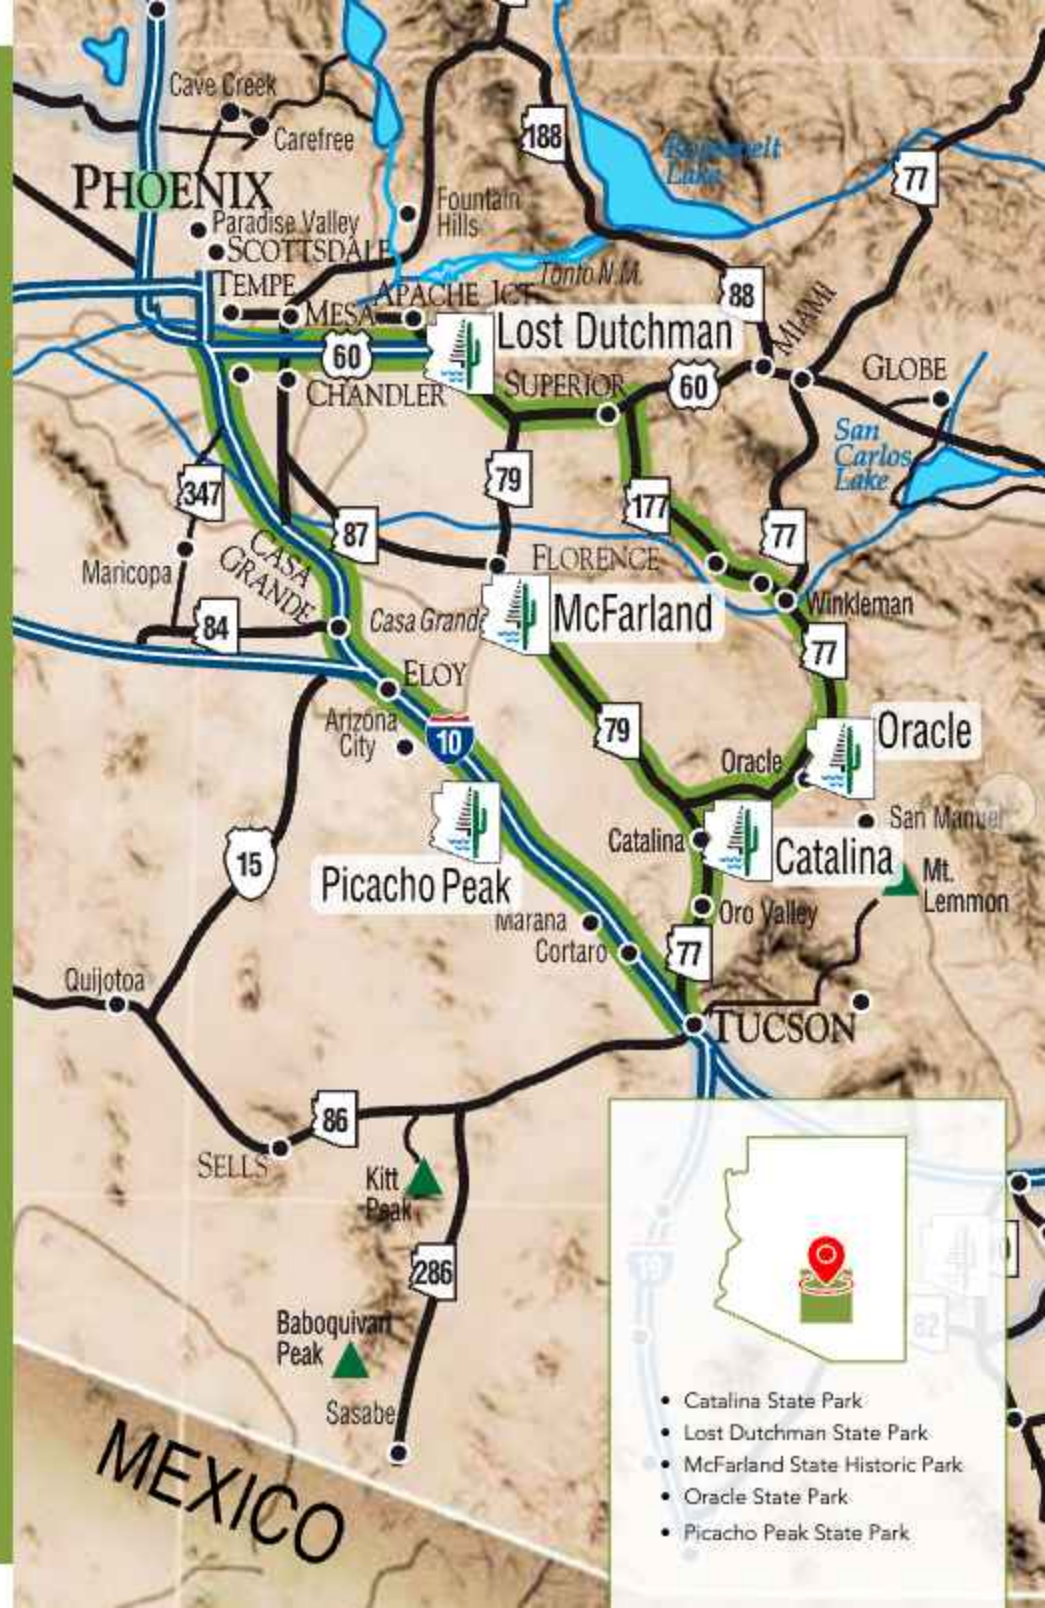 Cave Creek
Carefree
188
Roosevelt
Lake
77
PHOENIX
Fountain
Hills
Paradise Valley
SCOTTSDALE
Tonto N.M.
TEMPE
APACHE JCT.
88
MESA
MIAMI
Lost Dutchman
60
GLOBE
CHANDLER
SUPERIOR
60
San
Carlos
Lake
79
347
177
87
77
CASA
GRANDE
FLORENCE
Maricopa
Winkleman
84
Casa Grande
McFarland
77
ELOY
Arizona
City
10
79
Oracle
Oracle
San Manuel
Catalina
Catalina
15
Mt.
Lemmon
Picacho Peak
Marana
Oro Valley
Cortaro
77
Quijotoa
TUCSON
86
SELLS
Kitt
Peak
286
19
82
Baboquivari
Peak
Sasabe
MEXICO
• Catalina State Park
• Lost Dutchman State Park
• McFarland State Historic Park
• Oracle State Park
• Picacho Peak State Park